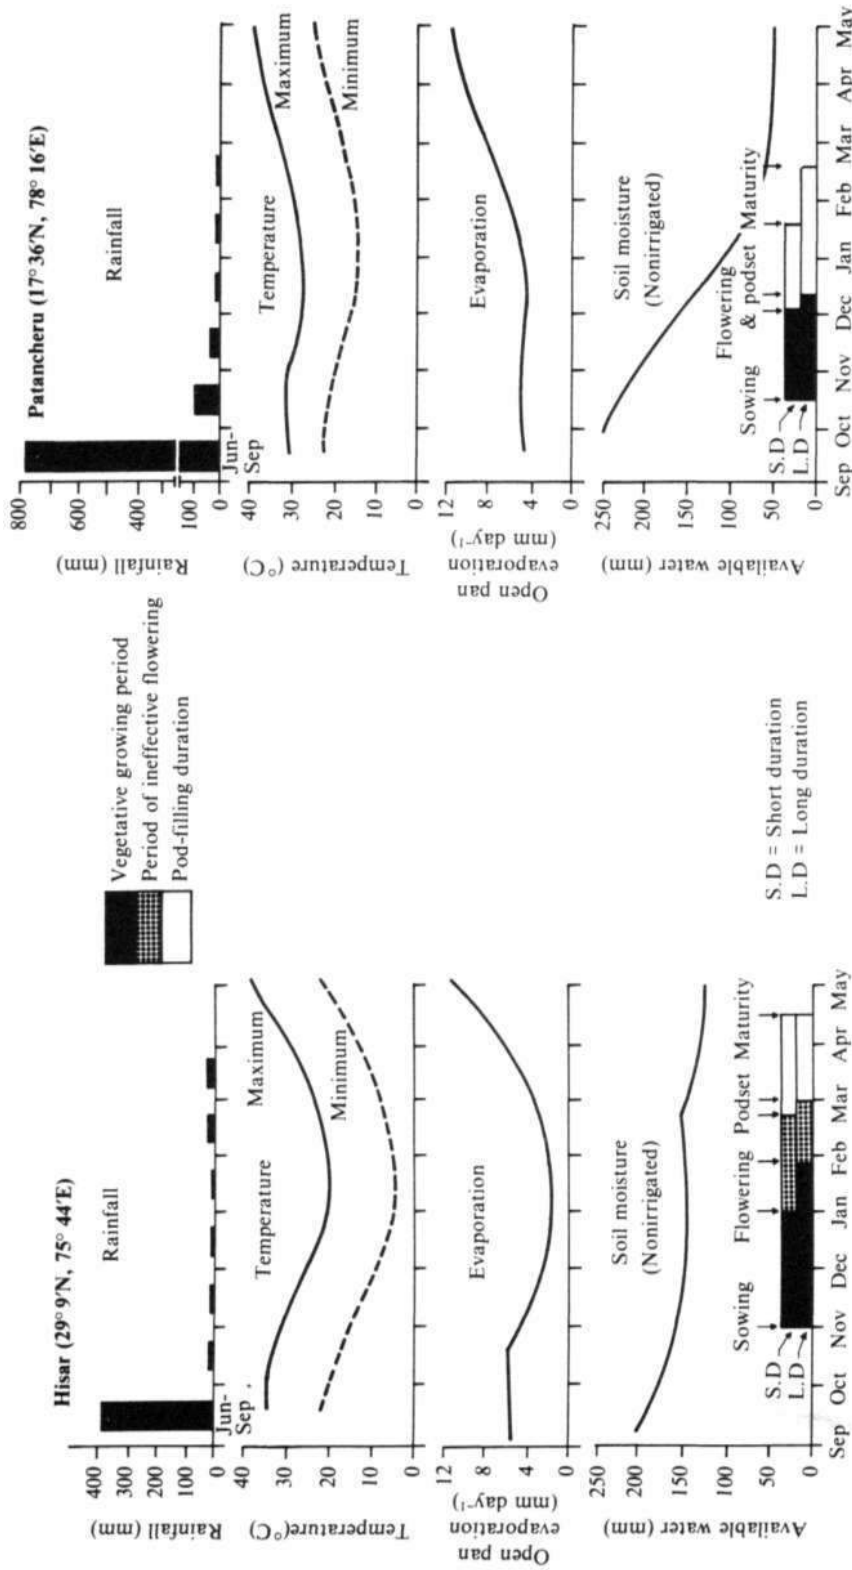 Hisar (29° 9′N, 75° 44′E)
Rainfall (mm)
400
300
200
100
0
Rainfall
Jun-
Sep
Temperature(°C)
40
30
20
10
0
Temperature
Maximum
Minimum
Open pan
evaporation
(mm day⁻¹)
12
8
4
0
Evaporation
Available water (mm)
250
200
150
100
50
0
Soil moisture
(Nonirrigated)
Sowing
Flowering
Podset
Maturity
S.D
L.D
Sep Oct Nov Dec Jan Feb Mar Apr May
Vegetative growing period
Period of ineffective flowering
Pod-filling duration
S.D = Short duration
L.D = Long duration
Patancheru (17° 36′N, 78° 16′E)
Rainfall (mm)
800
600
400
100
0
Rainfall
Jun-
Sep
Temperature (°C)
40
30
20
10
0
Temperature
Maximum
Minimum
Open pan
evaporation
(mm day⁻¹)
12
8
4
0
Evaporation
Available water (mm)
250
200
150
100
50
0
Soil moisture
(Nonirrigated)
Sowing
Flowering
& podset
Maturity
S.D
L.D
Sep Oct Nov Dec Jan Feb Mar Apr May